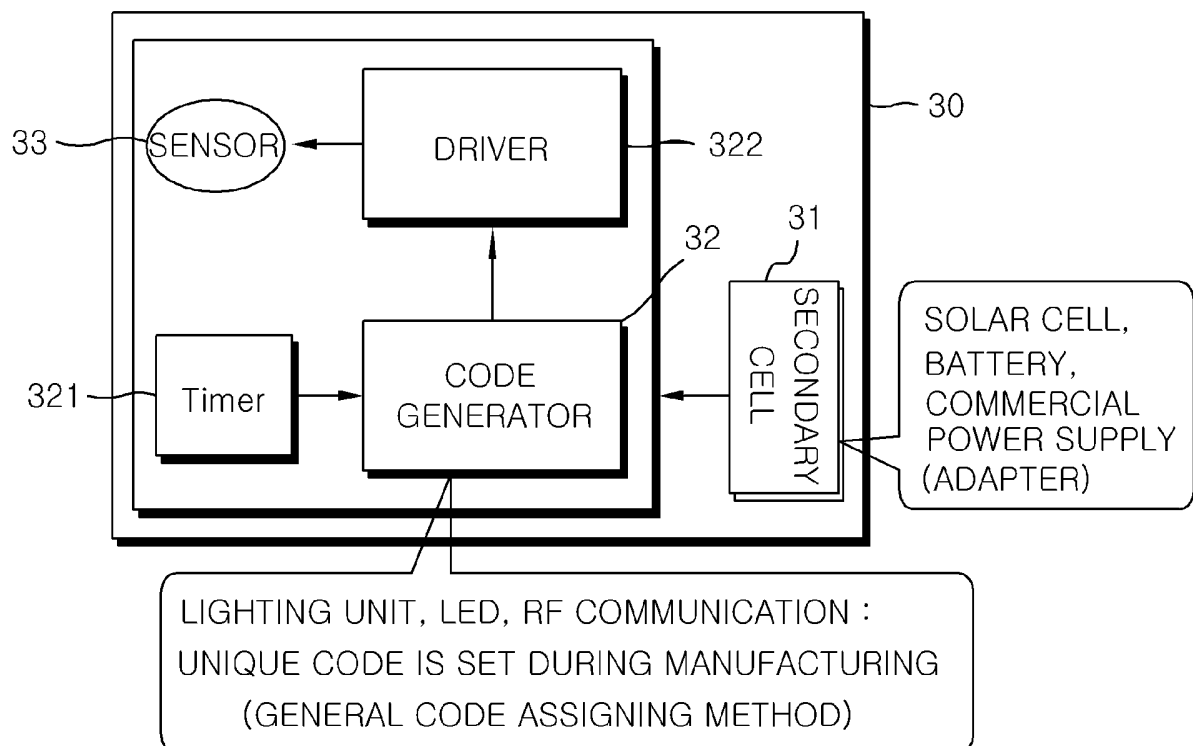 30
33
SENSOR
DRIVER
322
31
32
SECONDARY
CELL
SOLAR CELL,
BATTERY,
COMMERCIAL
POWER SUPPLY
(ADAPTER)
321
Timer
CODE
GENERATOR
LIGHTING UNIT, LED, RF COMMUNICATION :
UNIQUE CODE IS SET DURING MANUFACTURING
(GENERAL CODE ASSIGNING METHOD)